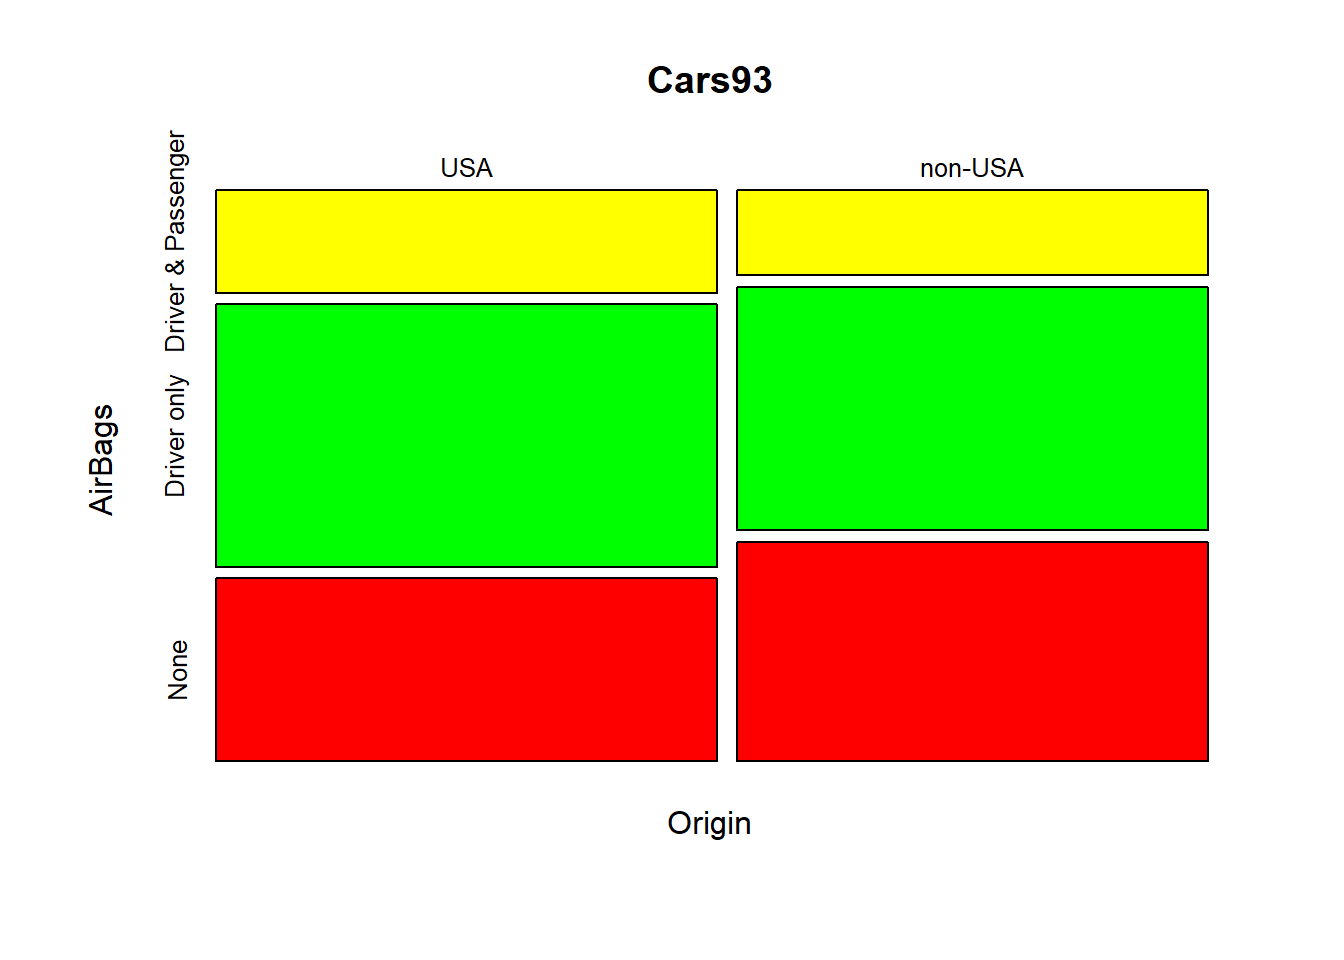 Cars93
USA
non-USA
Driver & Passenger
Driver only
None
AirBags
Origin